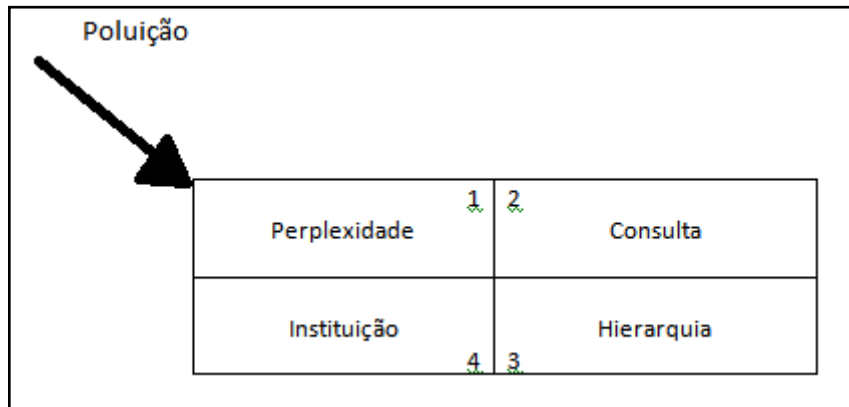 Poluição
1 2
Perplexidade Consulta
Instituição Hierarquia
4 3